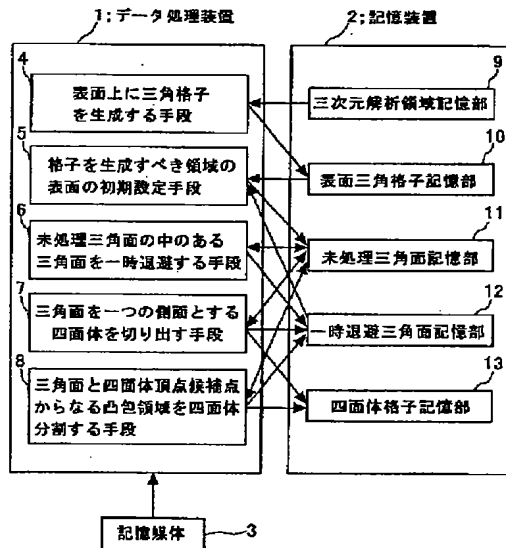 1;データ処理装置
2;記憶装置
4
表面上に三角格子
を生成する手段
5
格子を生成すべき領域の
表面の初期設定手段
6
未処理三角面の中のある
三角面を一時退避する手段
7
三角面を一つの側面とする
四面体を切り出す手段
8
三角面と四面体頂点候補点
からなる凸包領域を四面体
分割する手段
9
三次元解析領域記憶部
10
表面三角格子記憶部
11
未処理三角面記憶部
12
一時退避三角面記憶部
13
四面体格子記憶部
記憶媒体
3